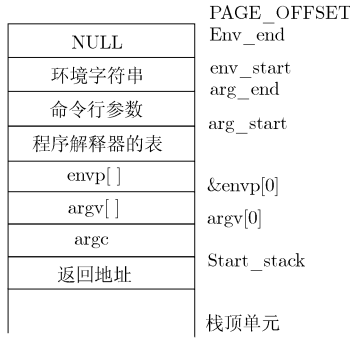 PAGE_OFFSET
NULL
Env_end
环境字符串
env_start
arg_end
命令行参数
arg_start
程序解释器的表
envp[ ]
&envp[0]
argv[ ]
argv[0]
argc
Start_stack
返回地址
栈顶单元